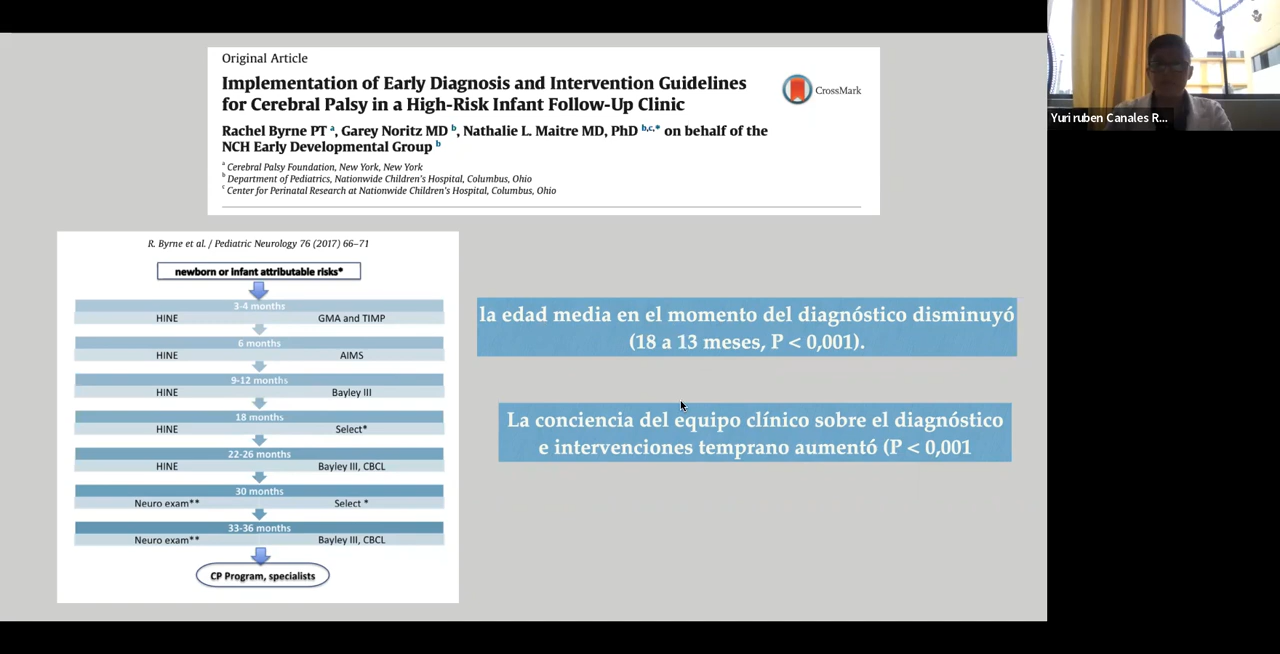 Original Article
Implementation of Early Diagnosis and Intervention Guidelines
for Cerebral Palsy in a High-Risk Infant Follow-Up Clinic
CrossMark
Rachel Byrne PT a, Garey Noritz MD b, Nathalie L. Maitre MD, PhD b,c,* on behalf of the
NCH Early Developmental Group b
a Cerebral Palsy Foundation, New York, New York
b Department of Pediatrics, Nationwide Children's Hospital, Columbus, Ohio
c Center for Perinatal Research at Nationwide Children's Hospital, Columbus, Ohio
Yuri ruben Canales R...
R. Byrne et al. / Pediatric Neurology 76 (2017) 66–71
newborn or infant attributable risks*
3-4 months
HINE GMA and TIMP
6 months
HINE AIMS
9-12 months
HINE Bayley III
18 months
HINE Select*
22-26 months
HINE Bayley III, CBCL
30 months
Neuro exam** Select *
33-36 months
Neuro exam** Bayley III, CBCL
CP Program, specialists
la edad media en el momento del diagnóstico disminuyó
(18 a 13 meses, P < 0,001).
La conciencia del equipo clínico sobre el diagnóstico
e intervenciones temprano aumentó (P < 0,001